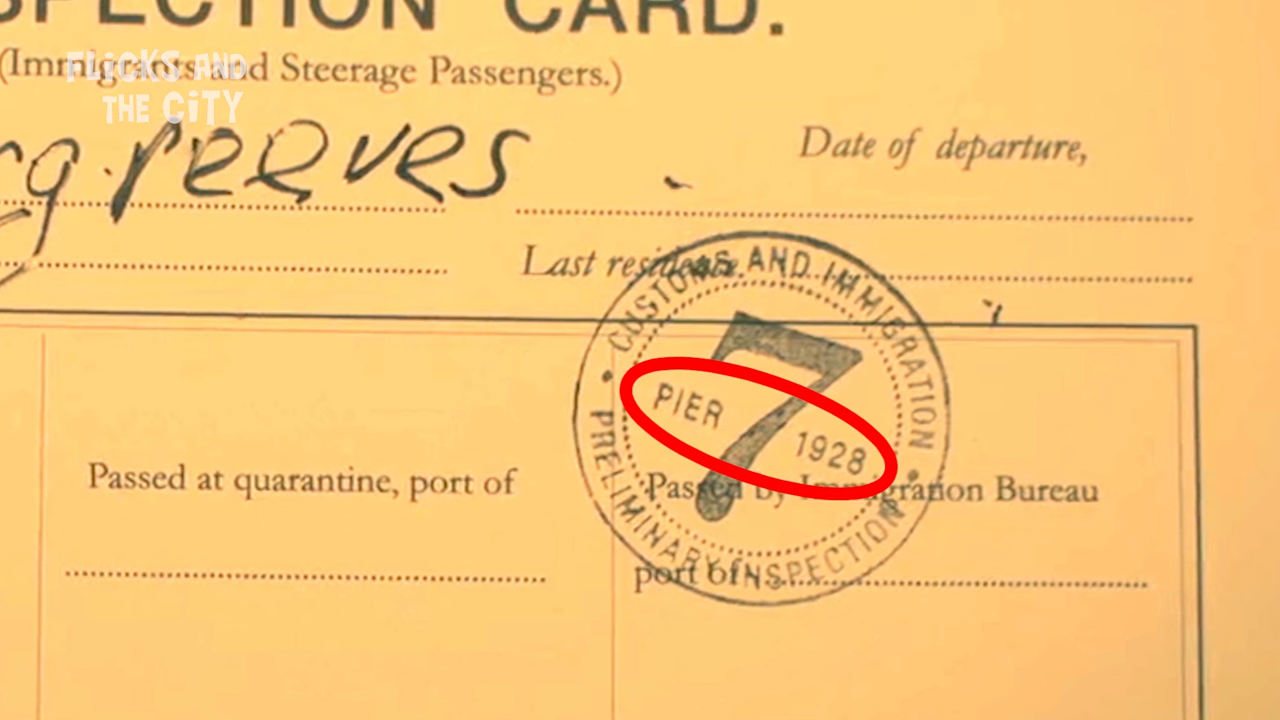 SPECTION CARD.
(Immigrants and Steerage Passengers.)
FLiCKS AND
THE CiTY
rg.reeves
Date of departure,
Last residence.
CUSTOMS AND IMMIGRATION
7
PIER 1928
PRELIMINARY INSPECTION
Passed at quarantine, port of
Passed by Immigration Bureau
port of